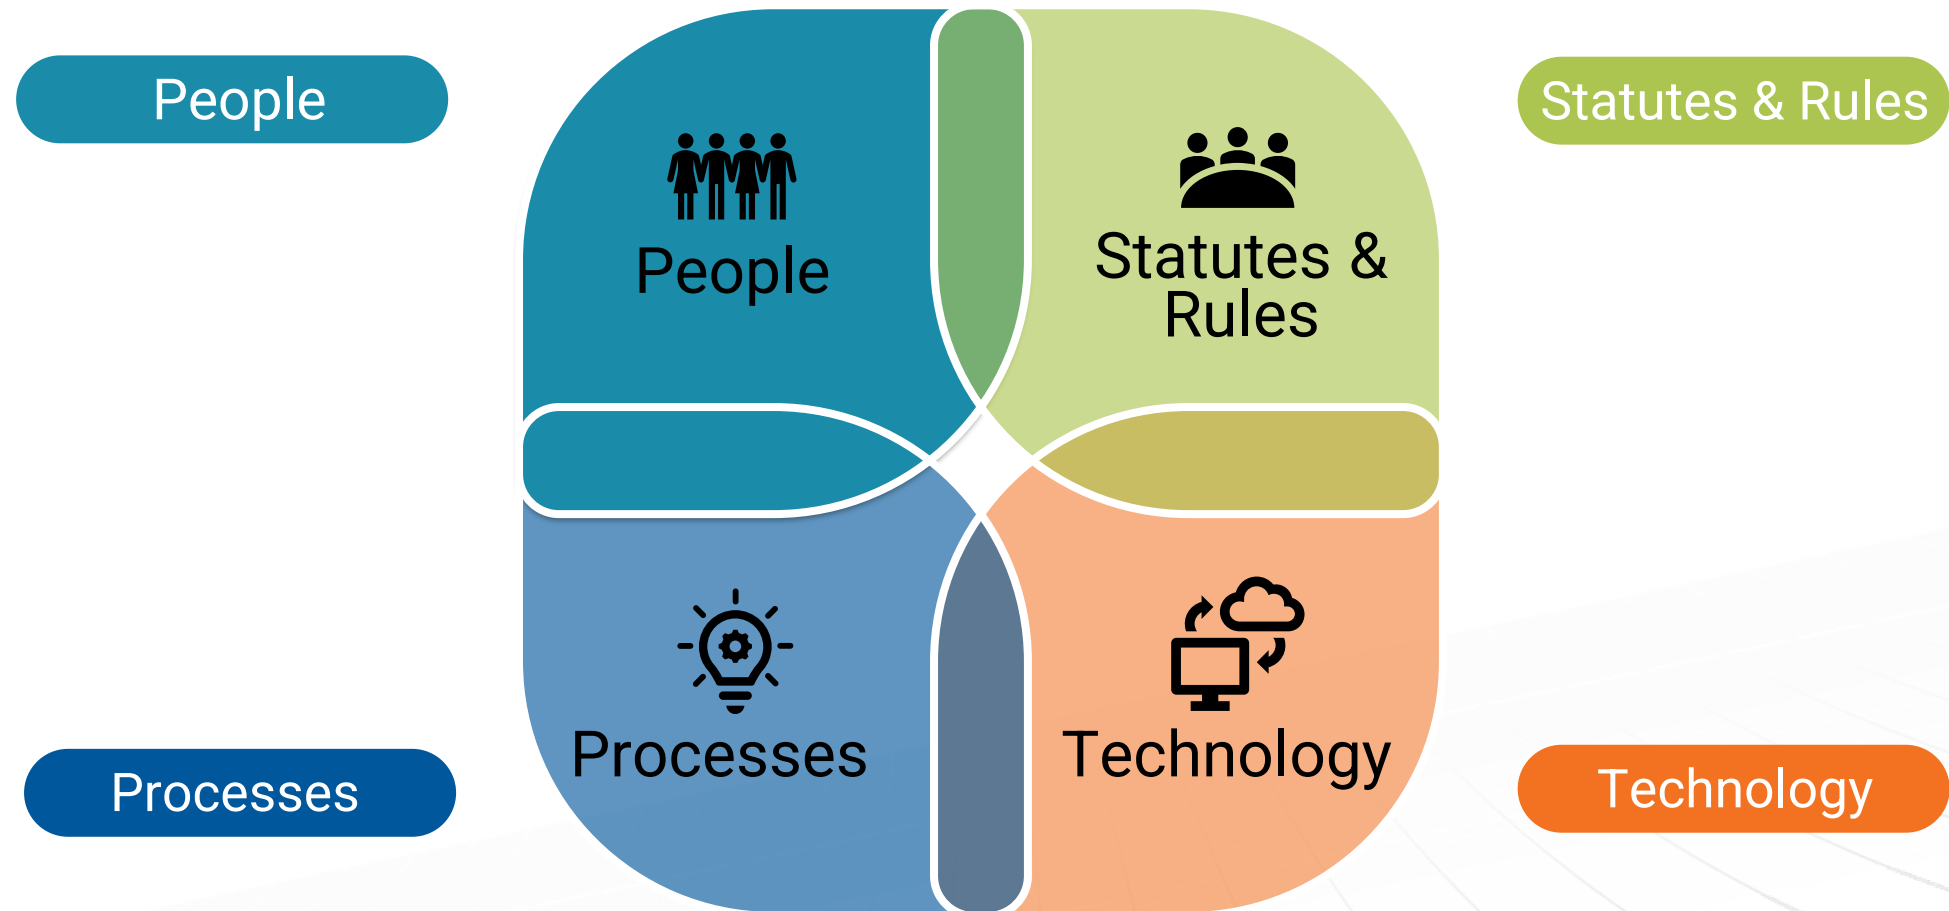 People
Statutes & Rules
People
Statutes &
Rules
Processes
Technology
Processes
Technology